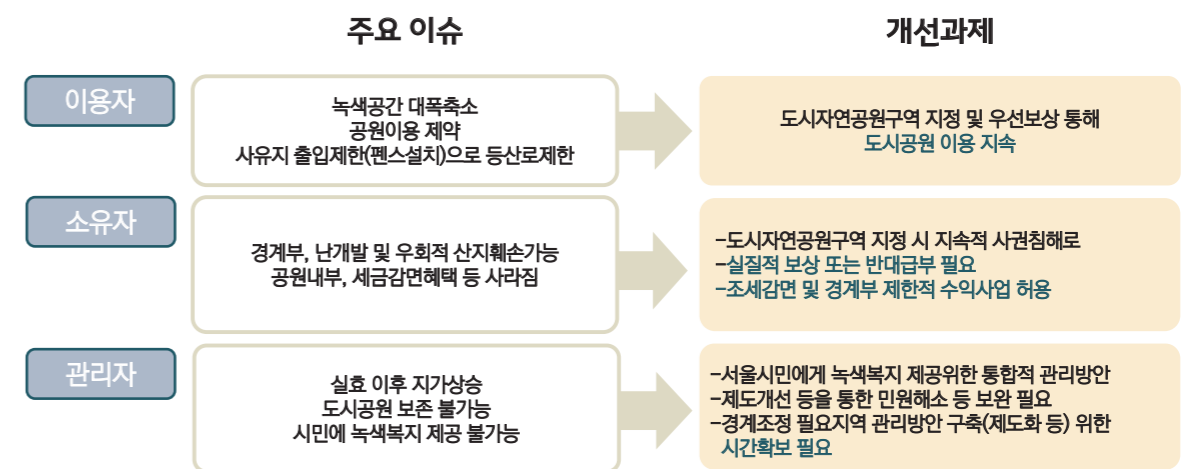 주요 이슈
개선과제
이용자
녹색공간 대폭축소
공원이용 제약
사유지 출입제한(펜스설치)으로 등산로제한
도시자연공원구역 지정 및 우선보상 통해
도시공원 이용 지속
소유자
경계부, 난개발 및 우회적 산지훼손가능
공원내부, 세금감면혜택 등 사라짐
-도시자연공원구역 지정 시 지속적 사권침해로
-실질적 보상 또는 반대급부 필요
-조세감면 및 경계부 제한적 수익사업 허용
관리자
실효 이후 지가상승
도시공원 보존 불가능
시민에 녹색복지 제공 불가능
-서울시민에게 녹색복지 제공위한 통합적 관리방안
-제도개선 등을 통한 민원해소 등 보완 필요
-경계조정 필요지역 관리방안 구축(제도화 등) 위한
시간확보 필요